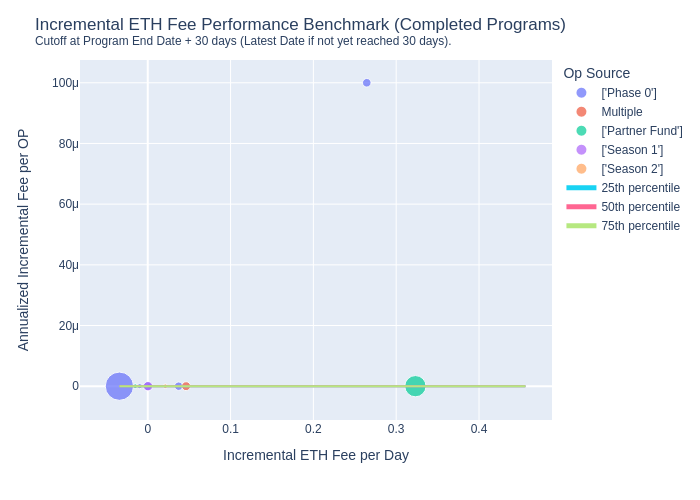 Incremental ETH Fee Performance Benchmark (Completed Programs)
Cutoff at Program End Date + 30 days (Latest Date if not yet reached 30 days).
Op Source
['Phase 0']
Multiple
['Partner Fund']
['Season 1']
['Season 2']
25th percentile
50th percentile
75th percentile
Annualized Incremental Fee per OP
100μ
80μ
60μ
40μ
20μ
0
0
0.1
0.2
0.3
0.4
Incremental ETH Fee per Day